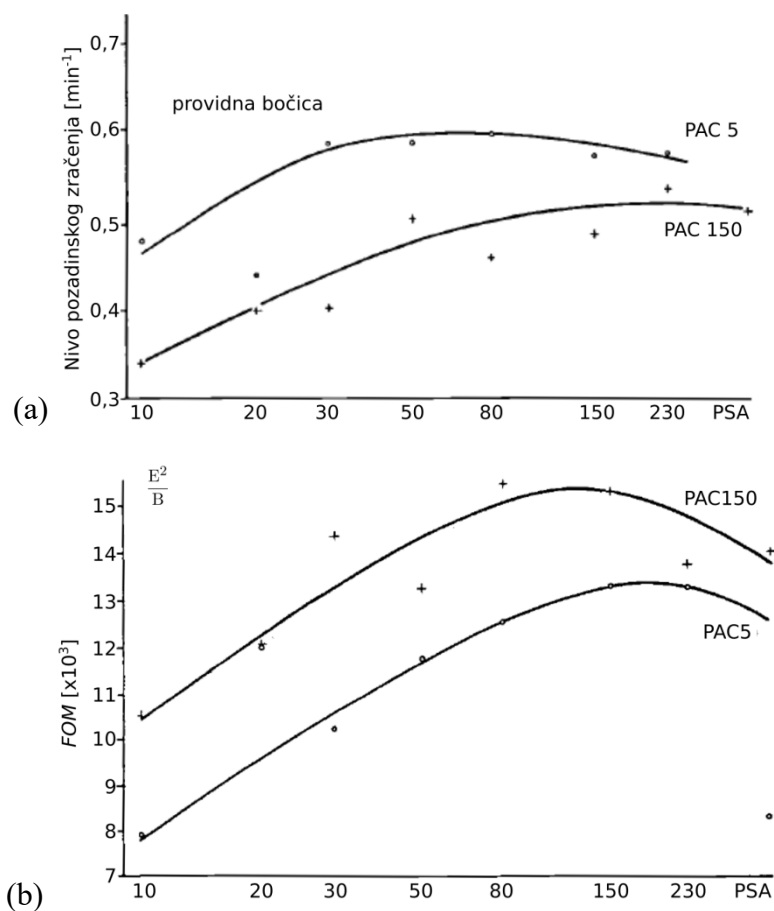 Nivo pozadinskog zračenja [min⁻¹]
0,7
providna bočica
0,6
PAC 5
0,5
PAC 150
0,4
0,3
10 20 30 50 80 150 230 PSA
(a)
E²/B
FOM [x10³]
15
PAC150
14
13
PAC5
12
11
10
9
8
7
10 20 30 50 80 150 230 PSA
(b)